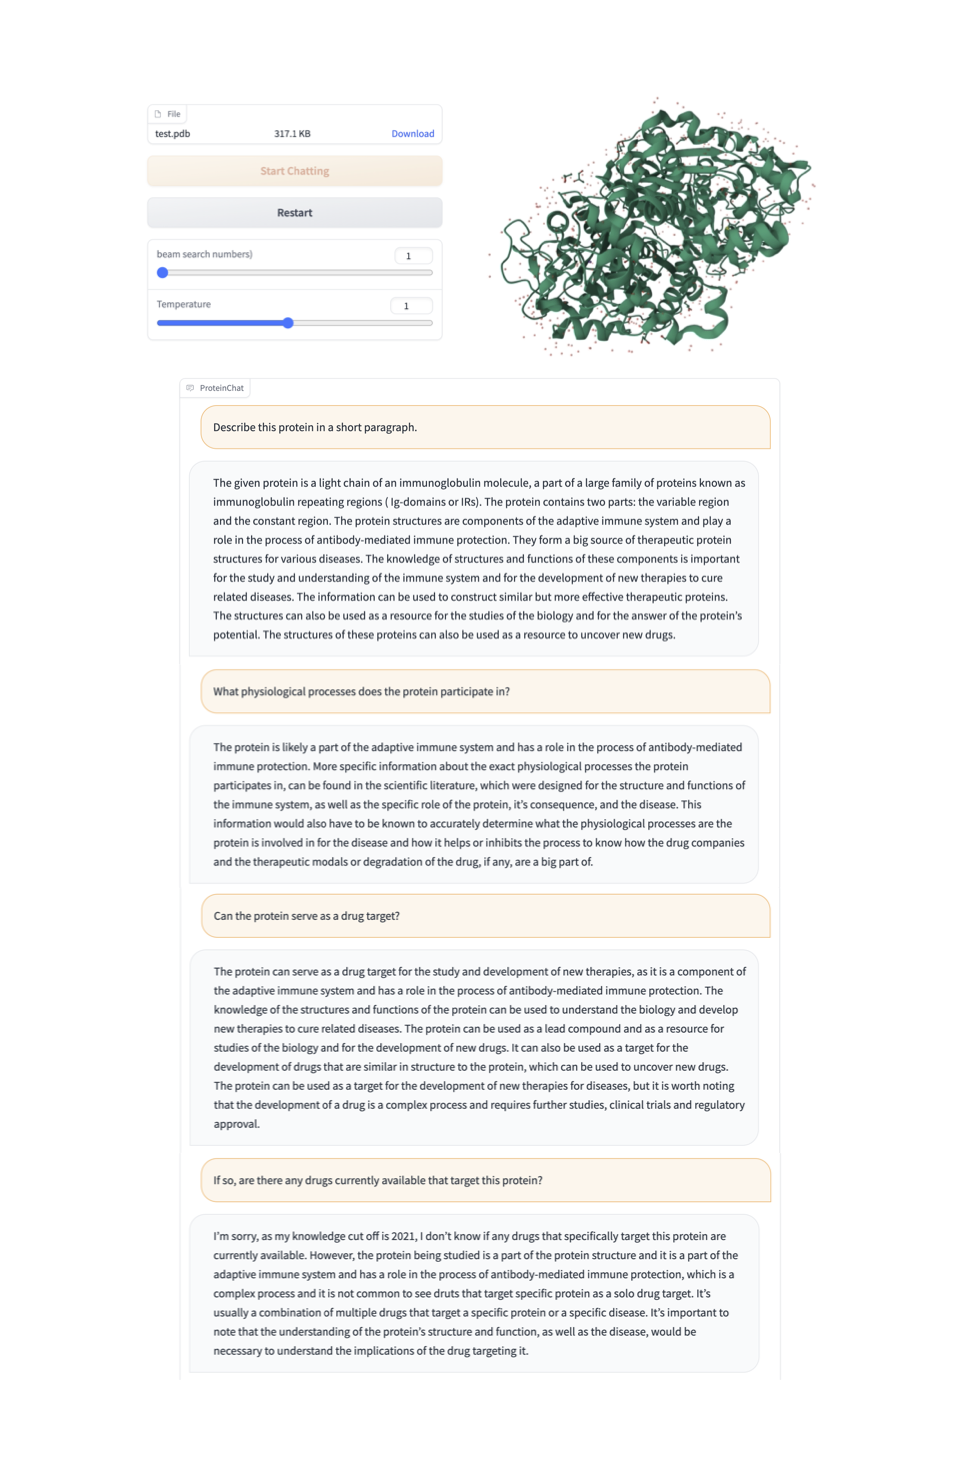 File
test.pdb 317.1 KB Download
Start Chatting
Restart
beam search numbers) 1
Temperature 1
ProteinChat
Describe this protein in a short paragraph.
The given protein is a light chain of an immunoglobulin molecule, a part of a large family of proteins known as
immunoglobulin repeating regions ( Ig-domains or IRs). The protein contains two parts: the variable region
and the constant region. The protein structures are components of the adaptive immune system and play a
role in the process of antibody-mediated immune protection. They form a big source of therapeutic protein
structures for various diseases. The knowledge of structures and functions of these components is important
for the study and understanding of the immune system and for the development of new therapies to cure
related diseases. The information can be used to construct similar but more effective therapeutic proteins.
The structures can also be used as a resource for the studies of the biology and for the answer of the protein's
potential. The structures of these proteins can also be used as a resource to uncover new drugs.
What physiological processes does the protein participate in?
The protein is likely a part of the adaptive immune system and has a role in the process of antibody-mediated
immune protection. More specific information about the exact physiological processes the protein
participates in, can be found in the scientific literature, which were designed for the structure and functions of
the immune system, as well as the specific role of the protein, it's consequence, and the disease. This
information would also have to be known to accurately determine what the physiological processes are the
protein is involved in for the disease and how it helps or inhibits the process to know how the drug companies
and the therapeutic modals or degradation of the drug, if any, are a big part of.
Can the protein serve as a drug target?
The protein can serve as a drug target for the study and development of new therapies, as it is a component of
the adaptive immune system and has a role in the process of antibody-mediated immune protection. The
knowledge of the structures and functions of the protein can be used to understand the biology and develop
new therapies to cure related diseases. The protein can be used as a lead compound and as a resource for
studies of the biology and for the development of new drugs. It can also be used as a target for the
development of drugs that are similar in structure to the protein, which can be used to uncover new drugs.
The protein can be used as a target for the development of new therapies for diseases, but it is worth noting
that the development of a drug is a complex process and requires further studies, clinical trials and regulatory
approval.
If so, are there any drugs currently available that target this protein?
I'm sorry, as my knowledge cut off is 2021, I don't know if any drugs that specifically target this protein are
currently available. However, the protein being studied is a part of the protein structure and it is a part of the
adaptive immune system and has a role in the process of antibody-mediated immune protection, which is a
complex process and it is not common to see druts that target specific protein as a solo drug target. It's
usually a combination of multiple drugs that target a specific protein or a specific disease. It's important to
note that the understanding of the protein's structure and function, as well as the disease, would be
necessary to understand the implications of the drug targeting it.